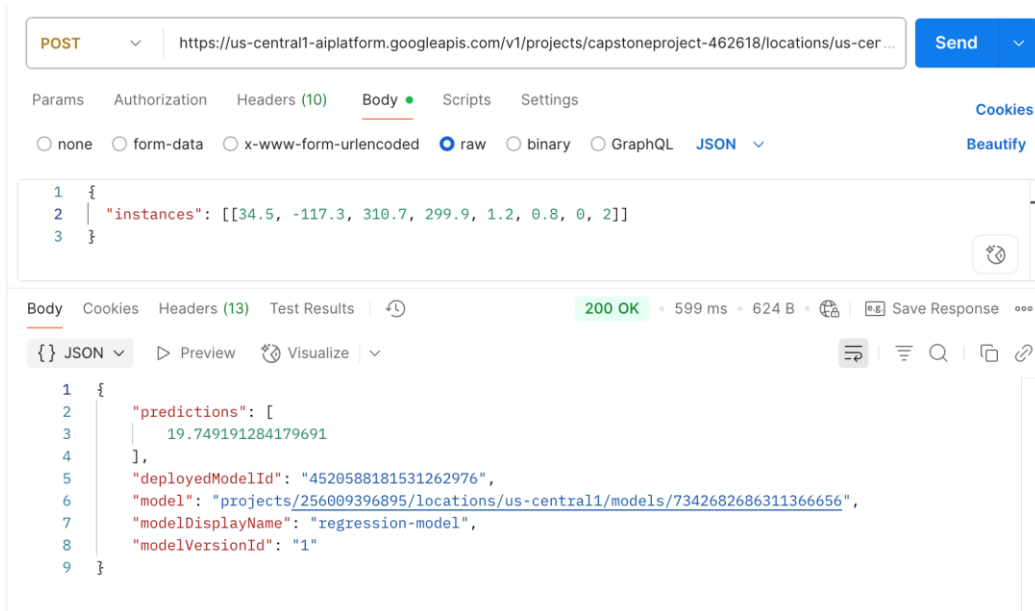 POST https://us-central1-aiplatform.googleapis.com/v1/projects/capstoneproject-462618/locations/us-cer ... Send
Params Authorization Headers (10) Body Scripts Settings Cookies
none form-data x-www-form-urlencoded raw binary GraphQL JSON Beautify
1 {
2 "instances": [[34.5, -117.3, 310.7, 299.9, 1.2, 0.8, 0, 2]]
3 }
Body Cookies Headers (13) Test Results 200 OK 599 ms 624 B e.g. Save Response
{} JSON Preview Visualize
1 {
2 "predictions": [
3 19.749191284179691
4 ],
5 "deployedModelId": "4520588181531262976",
6 "model": "projects/256009396895/locations/us-central1/models/7342682686311366656",
7 "modelDisplayName": "regression-model",
8 "modelVersionId": "1"
9 }